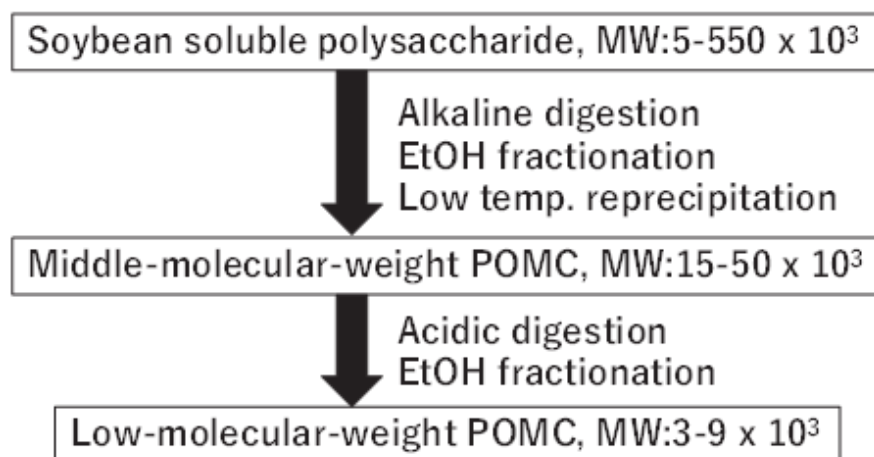 Soybean soluble polysaccharide, MW:5-550 x 10³
Alkaline digestion
EtOH fractionation
Low temp. reprecipitation
Middle-molecular-weight POMC, MW:15-50 x 10³
Acidic digestion
EtOH fractionation
Low-molecular-weight POMC, MW:3-9 x 10³